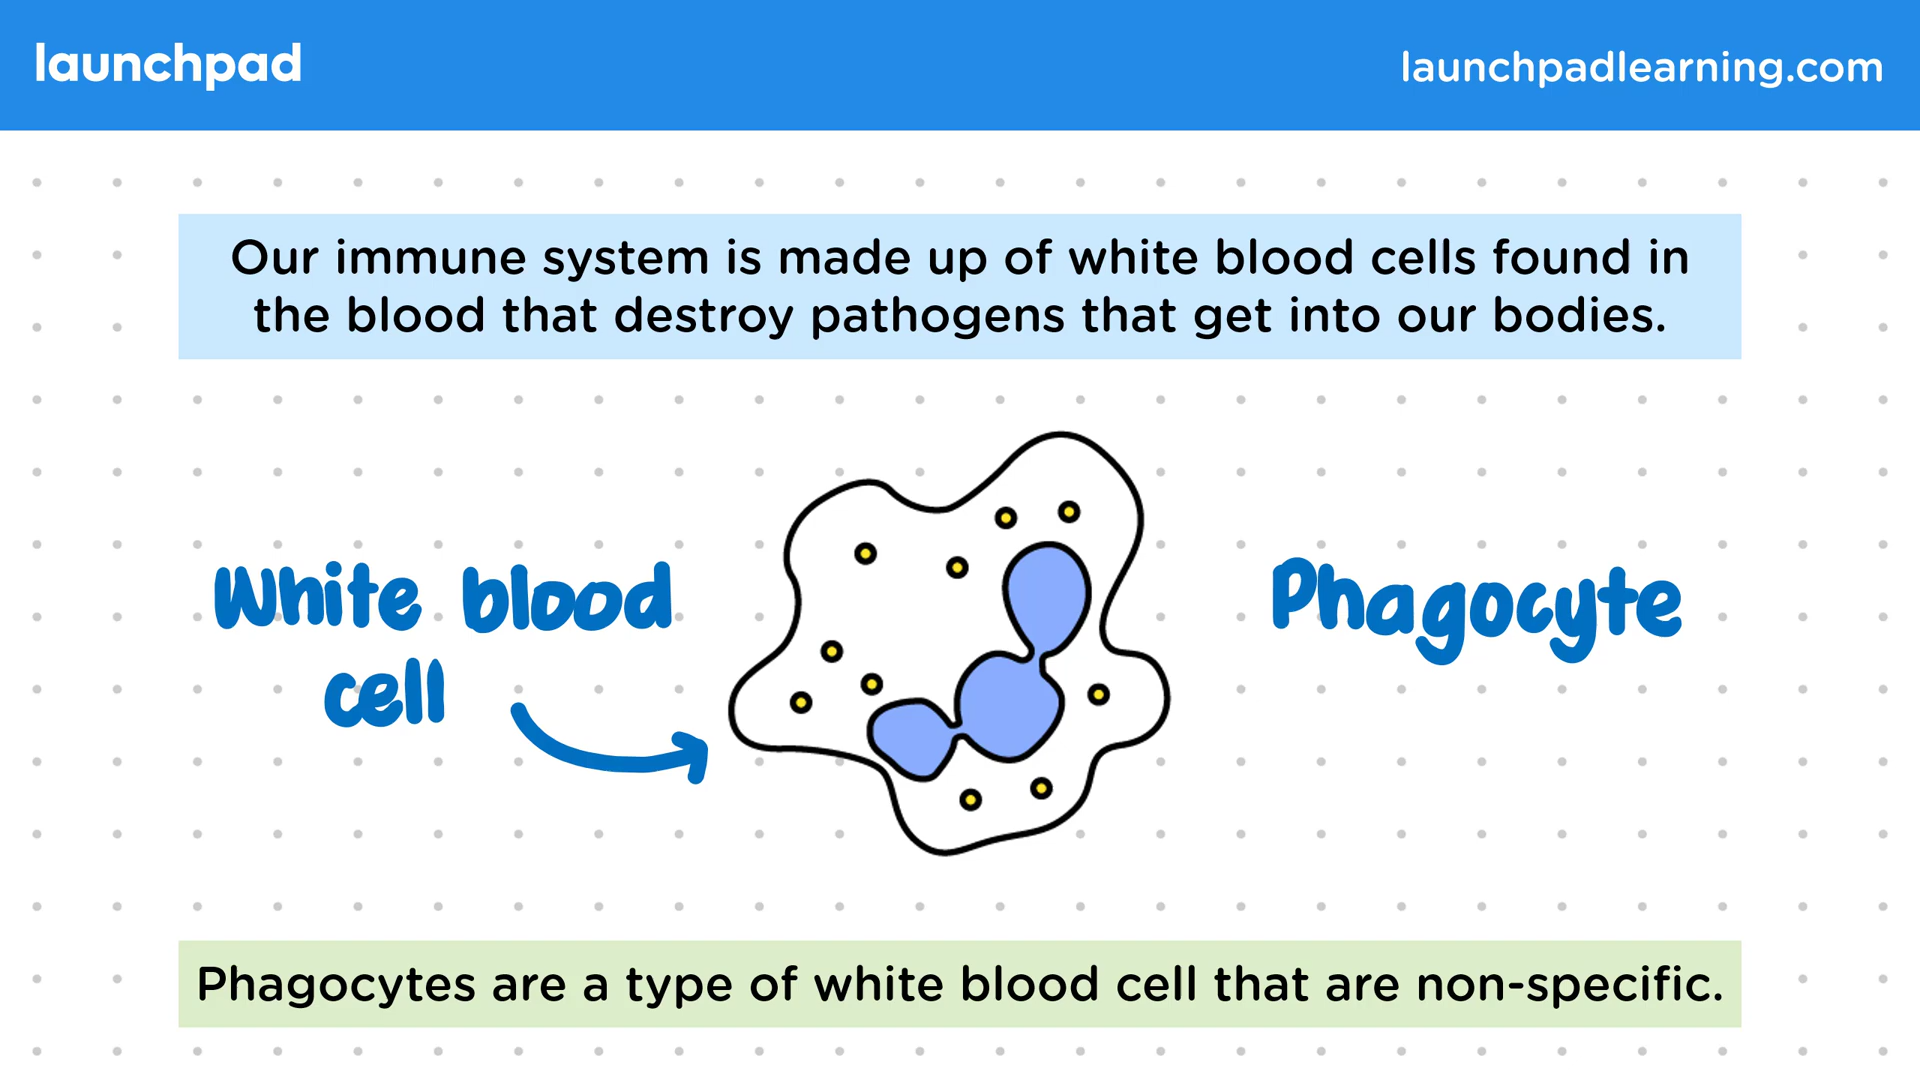 launchpad
launchpadlearning.com
Our immune system is made up of white blood cells found in
the blood that destroy pathogens that get into our bodies.
White blood
cell
Phagocyte
Phagocytes are a type of white blood cell that are non-specific.